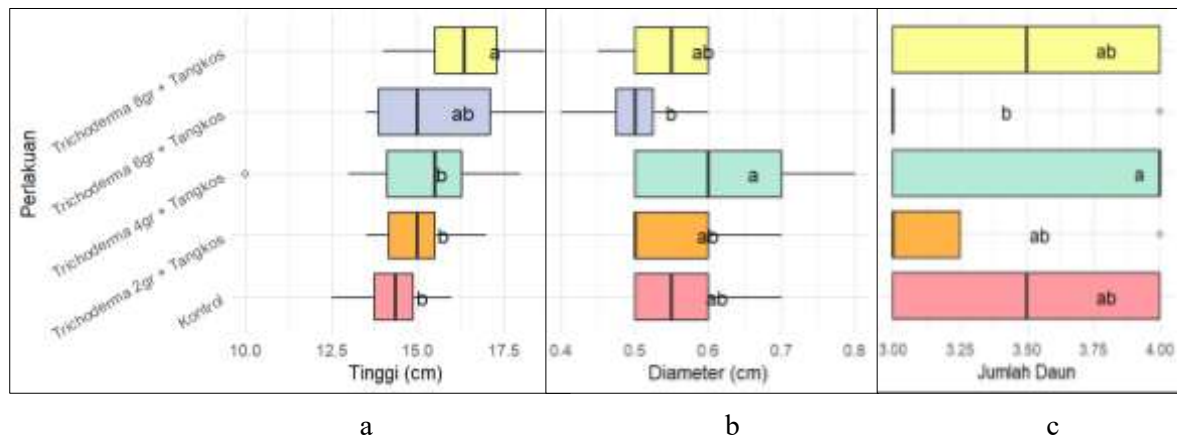 Perlakuan
Trichoderma 8gr + Tangkos
Trichoderma 6gr + Tangkos
Trichoderma 4gr + Tangkos
Trichoderma 2gr + Tangkos
Kontrol
a
ab
b
b
b
10.0 12.5 15.0 17.5
Tinggi (cm)
ab
b
a
ab
ab
0.4 0.5 0.6 0.7 0.8
Diameter (cm)
ab
b
a
ab
ab
3.00 3.25 3.50 3.75 4.00
Jumlah Daun
a b c